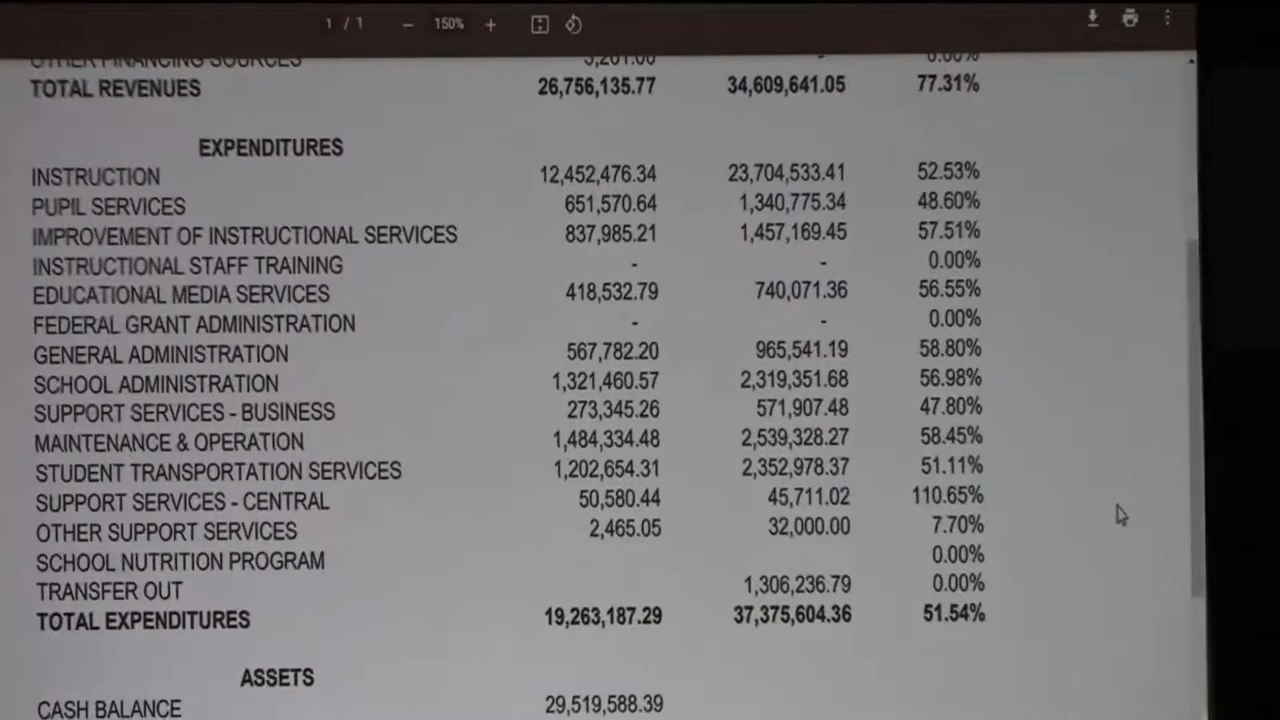 1 / 1 − 150% +
OTHER FINANCING SOURCES 3,261.00 - 0.00%
TOTAL REVENUES 26,756,135.77 34,609,641.05 77.31%
EXPENDITURES
INSTRUCTION 12,452,476.34 23,704,533.41 52.53%
PUPIL SERVICES 651,570.64 1,340,775.34 48.60%
IMPROVEMENT OF INSTRUCTIONAL SERVICES 837,985.21 1,457,169.45 57.51%
INSTRUCTIONAL STAFF TRAINING - - 0.00%
EDUCATIONAL MEDIA SERVICES 418,532.79 740,071.36 56.55%
FEDERAL GRANT ADMINISTRATION - - 0.00%
GENERAL ADMINISTRATION 567,782.20 965,541.19 58.80%
SCHOOL ADMINISTRATION 1,321,460.57 2,319,351.68 56.98%
SUPPORT SERVICES - BUSINESS 273,345.26 571,907.48 47.80%
MAINTENANCE & OPERATION 1,484,334.48 2,539,328.27 58.45%
STUDENT TRANSPORTATION SERVICES 1,202,654.31 2,352,978.37 51.11%
SUPPORT SERVICES - CENTRAL 50,580.44 45,711.02 110.65%
OTHER SUPPORT SERVICES 2,465.05 32,000.00 7.70%
SCHOOL NUTRITION PROGRAM 0.00%
TRANSFER OUT 1,306,236.79 0.00%
TOTAL EXPENDITURES 19,263,187.29 37,375,604.36 51.54%
ASSETS
CASH BALANCE 29,519,588.39